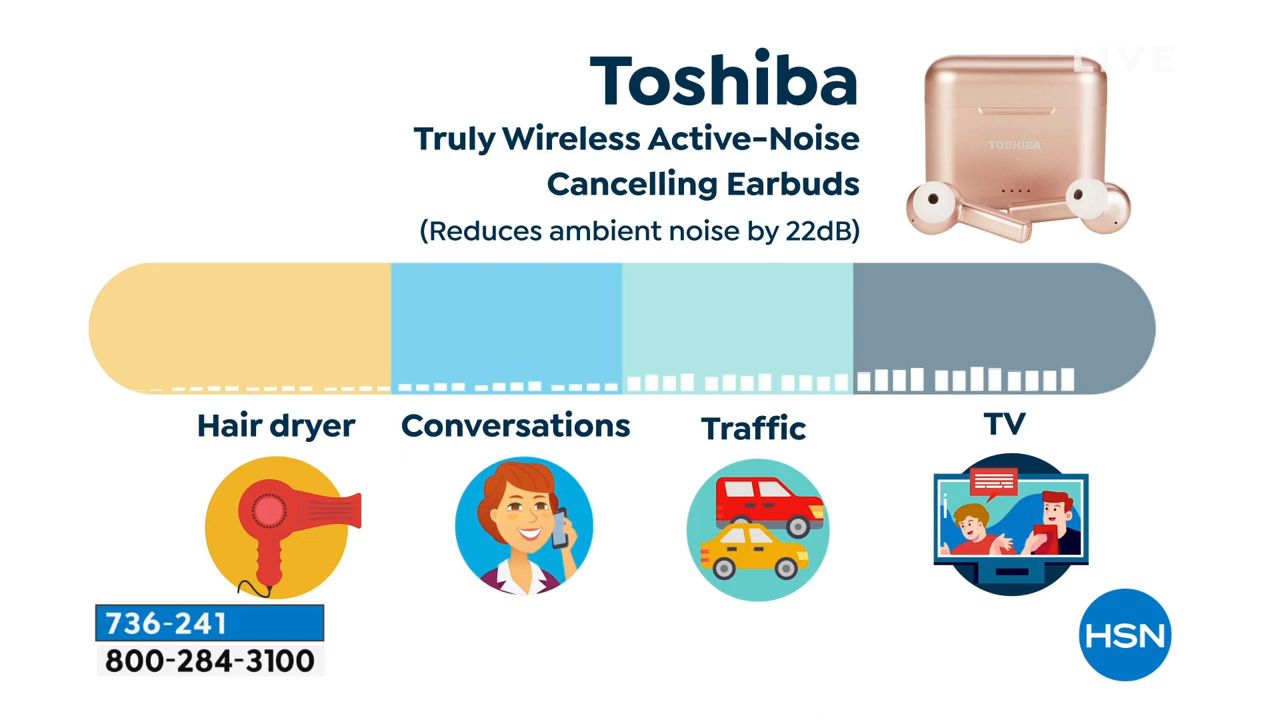 LIVE
Toshiba
Truly Wireless Active-Noise
Cancelling Earbuds
(Reduces ambient noise by 22dB)
TOSHIBA
Hair dryer
Conversations
Traffic
TV
736-241
800-284-3100
HSN